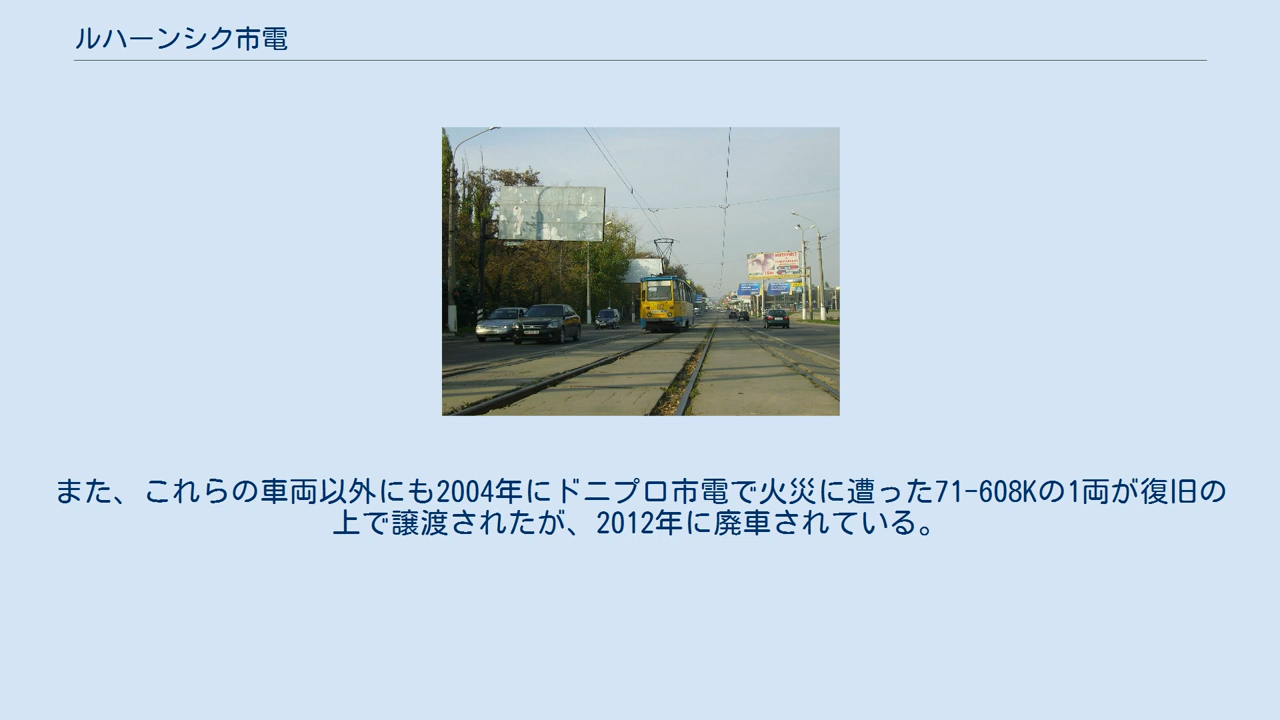 ルハーンシク市電
また、これらの車両以外にも2004年にドニプロ市電で火災に遭った71-608Kの1両が復旧の
上で譲渡されたが、2012年に廃車されている。